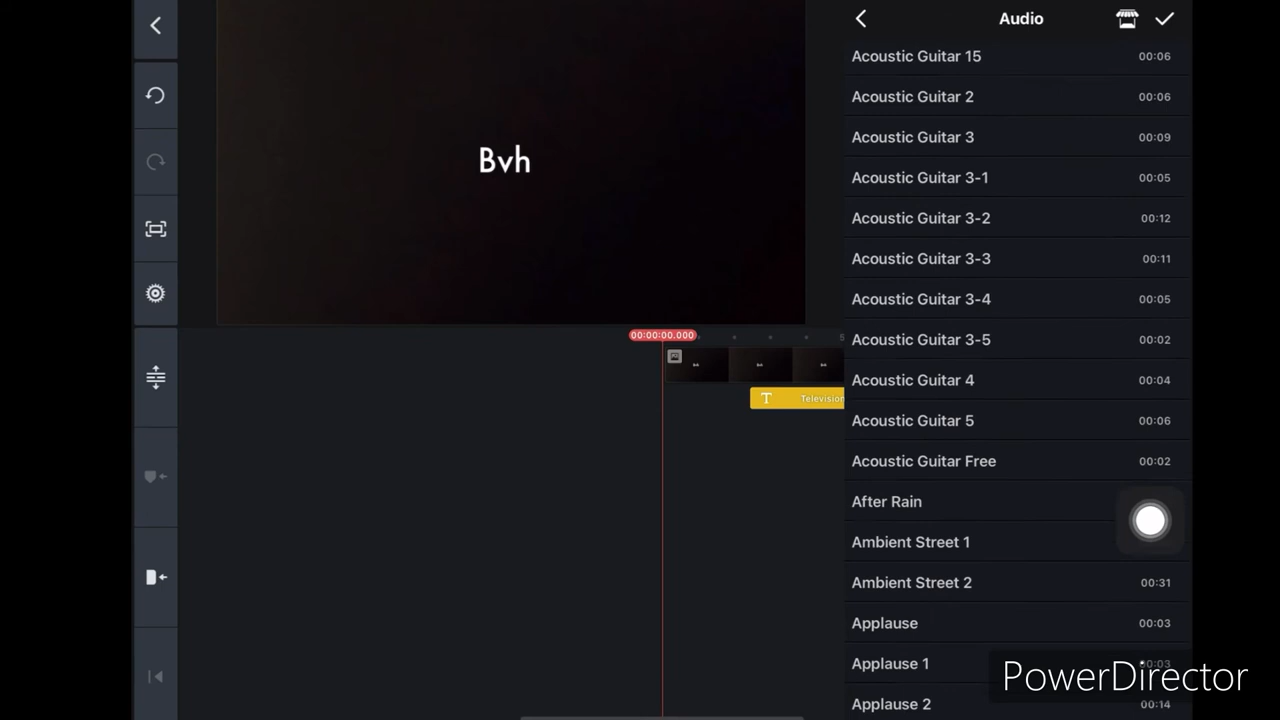 Audio
Acoustic Guitar 15 00:06
Acoustic Guitar 2 00:06
Acoustic Guitar 3 00:09
Acoustic Guitar 3-1 00:05
Acoustic Guitar 3-2 00:12
Acoustic Guitar 3-3 00:11
Acoustic Guitar 3-4 00:05
Acoustic Guitar 3-5 00:02
Acoustic Guitar 4 00:04
Acoustic Guitar 5 00:06
Acoustic Guitar Free 00:02
After Rain
Ambient Street 1
Ambient Street 2 00:31
Applause 00:03
Applause 1 00:03
Applause 2 00:14
Bvh
00:00:00.000
5
T Television
PowerDirector